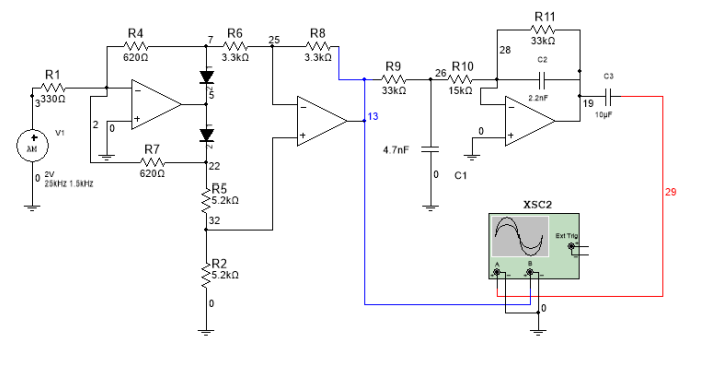 R1
330Ω
3
V1
AM
0
2V
25kHz 1.5kHz
R4
620Ω
2
0
7
5
R7
620Ω
22
R5
5.2kΩ
32
R2
5.2kΩ
0
R6
3.3kΩ
25
R8
3.3kΩ
13
R9
33kΩ
26
R10
15kΩ
4.7nF
0
C1
28
R11
33kΩ
C2
2.2nF
0
19
C3
10µF
29
XSC2
Ext Trig
A
B
0